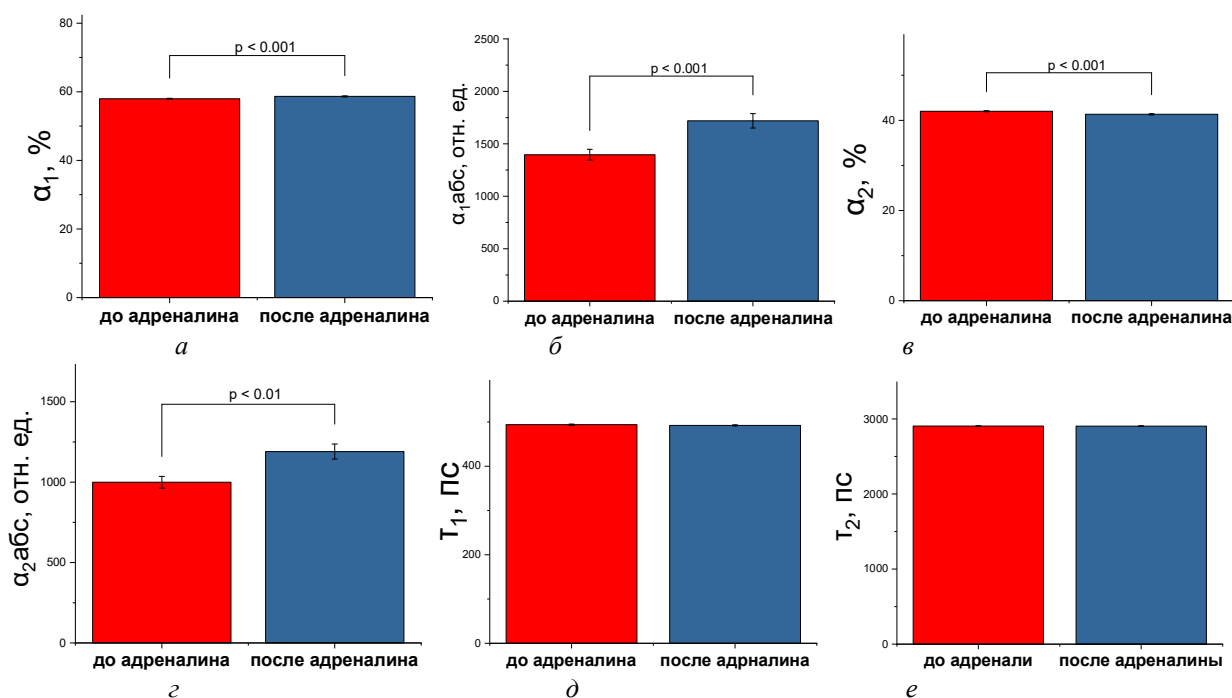 80
60
40
20
0
α1, %
p < 0.001
до адреналина
после адреналина
а
2500
2000
1500
1000
500
0
α1абс, отн. ед.
p < 0.001
до адреналина
после адреналина
б
40
20
0
α2, %
p < 0.001
до адреналина
после адреналина
в
1500
1000
500
0
α2абс, отн. ед.
p < 0.01
до адреналина
после адреналина
г
400
200
0
τ1, ПС
до адреналина
после адрналина
д
3000
2000
1000
0
τ2, ПС
до адренали
после адреналины
е